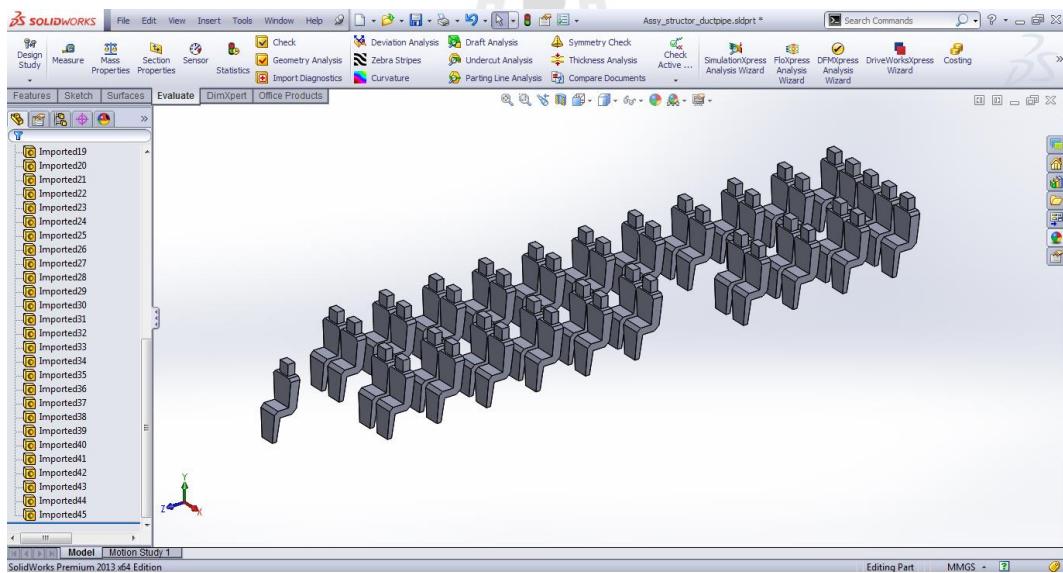 SOLIDWORKS File Edit View Insert Tools Window Help Assy_structor_ductpipe.sldprt * Search Commands
Design Study
Measure
Mass Properties
Section Properties
Sensor
Statistics
Check
Geometry Analysis
Import Diagnostics
Deviation Analysis
Zebra Stripes
Curvature
Draft Analysis
Undercut Analysis
Parting Line Analysis
Symmetry Check
Thickness Analysis
Compare Documents
Check Active ...
SimulationXpress Analysis Wizard
FloXpress Analysis Wizard
DFMXpress Analysis Wizard
DriveWorksXpress Wizard
Costing
Features Sketch Surfaces Evaluate DimXpert Office Products
Imported19
Imported20
Imported21
Imported22
Imported23
Imported24
Imported25
Imported26
Imported27
Imported28
Imported29
Imported30
Imported31
Imported32
Imported33
Imported34
Imported35
Imported36
Imported37
Imported38
Imported39
Imported40
Imported41
Imported42
Imported43
Imported44
Imported45
Y
Z X
Model Motion Study 1
SolidWorks Premium 2013 x64 Edition Editing Part MMGS